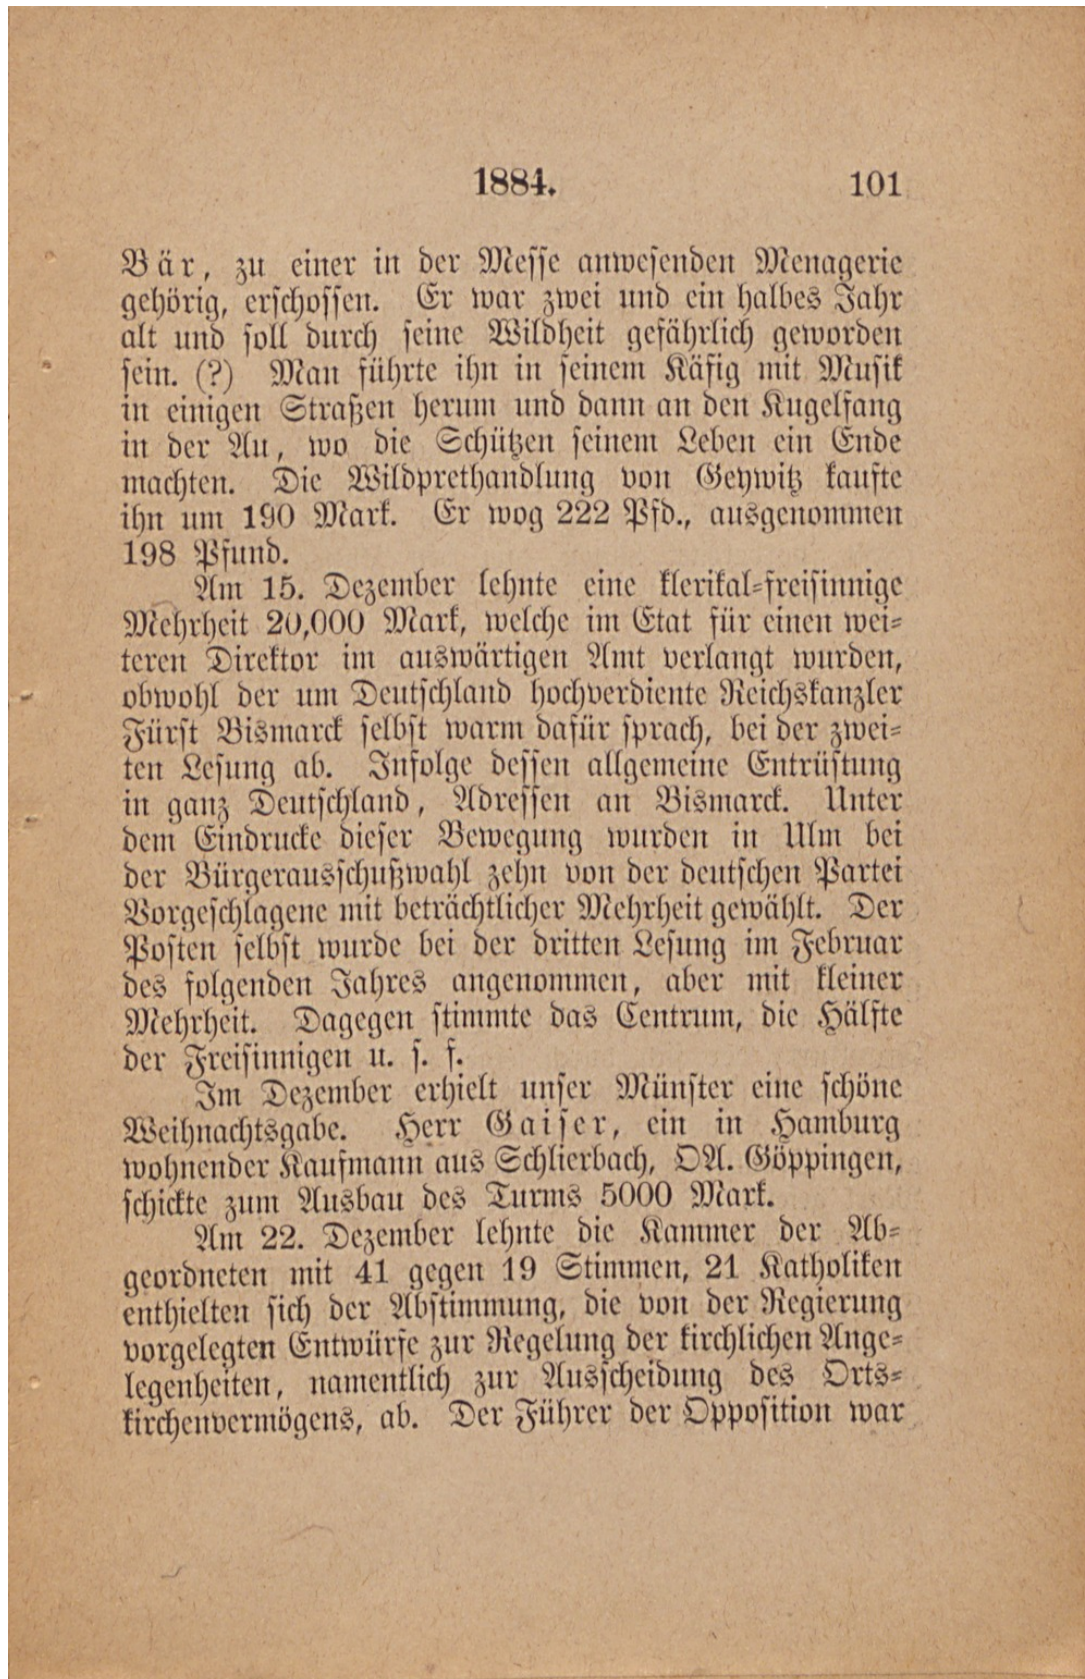 1884.
101
Bär, zu einer in der Messe anwesenden Menagerie
gehörig, erschossen. Er war zwei und ein halbes Jahr
alt und soll durch seine Wildheit gefährlich geworden
sein. (?) Man führte ihn in seinem Käfig mit Musik
in einigen Straßen herum und dann an den Kugelfang
in der Au, wo die Schützen seinem Leben ein Ende
machten. Die Wildprethandlung von Geywitz kaufte
ihn um 190 Mark. Er wog 222 Pfd., ausgenommen
198 Pfund.
Am 15. Dezember lehnte eine klerikal-freisinnige
Mehrheit 20,000 Mark, welche im Etat für einen wei-
teren Direktor im auswärtigen Amt verlangt wurden,
obwohl der um Deutschland hochverdiente Reichskanzler
Fürst Bismarck selbst warm dafür sprach, bei der zwei-
ten Lesung ab. Infolge dessen allgemeine Entrüstung
in ganz Deutschland, Adressen an Bismarck. Unter
dem Eindrucke dieser Bewegung wurden in Ulm bei
der Bürgerausschußwahl zehn von der deutschen Partei
Vorgeschlagene mit beträchtlicher Mehrheit gewählt. Der
Posten selbst wurde bei der dritten Lesung im Februar
des folgenden Jahres angenommen, aber mit kleiner
Mehrheit. Dagegen stimmte das Centrum, die Hälfte
der Freisinnigen u. s. f.
Im Dezember erhielt unser Münster eine schöne
Weihnachtsgabe. Herr Gaiser, ein in Hamburg
wohnender Kaufmann aus Schlierbach, OA. Göppingen,
schickte zum Ausbau des Turms 5000 Mark.
Am 22. Dezember lehnte die Kammer der Ab-
geordneten mit 41 gegen 19 Stimmen, 21 Katholiken
enthielten sich der Abstimmung, die von der Regierung
vorgelegten Entwürfe zur Regelung der kirchlichen Ange-
legenheiten, namentlich zur Ausscheidung des Orts-
kirchenvermögens, ab. Der Führer der Opposition war